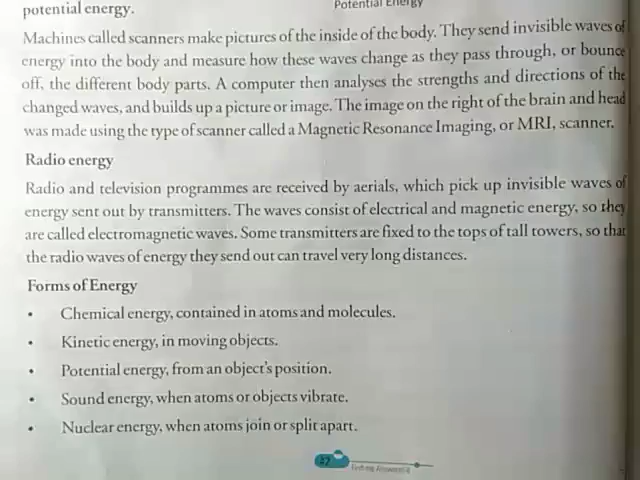 potential energy.
Potential Energy
Machines called scanners make pictures of the inside of the body. They send invisible waves of
energy into the body and measure how these waves change as they pass through, or bounce
off, the different body parts. A computer then analyses the strengths and directions of the
changed waves, and builds up a picture or image. The image on the right of the brain and head
was made using the type of scanner called a Magnetic Resonance Imaging, or MRI, scanner.
Radio energy
Radio and television programmes are received by aerials, which pick up invisible waves of
energy sent out by transmitters. The waves consist of electrical and magnetic energy, so they
are called electromagnetic waves. Some transmitters are fixed to the tops of tall towers, so that
the radio waves of energy they send out can travel very long distances.
Forms of Energy
• Chemical energy, contained in atoms and molecules.
• Kinetic energy, in moving objects.
• Potential energy, from an object's position.
• Sound energy, when atoms or objects vibrate.
• Nuclear energy, when atoms join or split apart.
Finding Answers